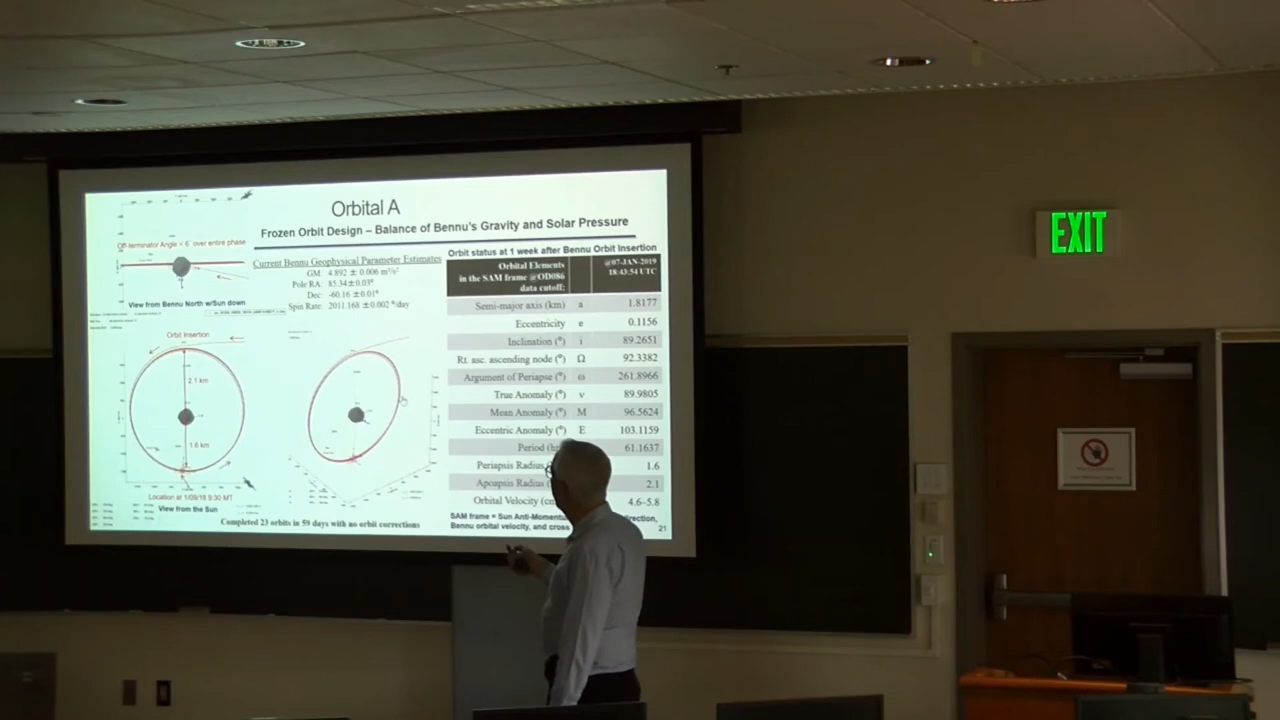 Orbital A
Frozen Orbit Design – Balance of Bennu's Gravity and Solar Pressure
Off-terminator Angle < 6° over entire phase
View from Bennu North w/Sun down
Current Bennu Geophysical Parameter Estimates
GM: 4.892 ± 0.006 m³/s²
Pole RA: 85.34±0.03°
Dec: -60.16 ±0.01°
Spin Rate: 2011.168 ±0.002 °/day
Orbit Insertion
2.1 km
1.6 km
Location at 1/09/18 9:30 MT
View from the Sun
Completed 23 orbits in 59 days with no orbit corrections
Orbit status at 1 week after Bennu Orbit Insertion
Orbital Elements in the SAM frame @OD086 data cutoff: @07-JAN-2019 18:43:54 UTC
Semi-major axis (km) a 1.8177
Eccentricity e 0.1156
Inclination (°) i 89.2651
Rt. asc. ascending node (°) Ω 92.3382
Argument of Periapse (°) ω 261.8966
True Anomaly (°) ν 89.9805
Mean Anomaly (°) M 96.5624
Eccentric Anomaly (°) E 103.1159
Period 61.1637
Periapsis Radius 1.6
Apoapsis Radius 2.1
Orbital Velocity 4.6-5.8
SAM frame = Sun Anti-Momentu
Bennu orbital velocity, and cross
21
EXIT